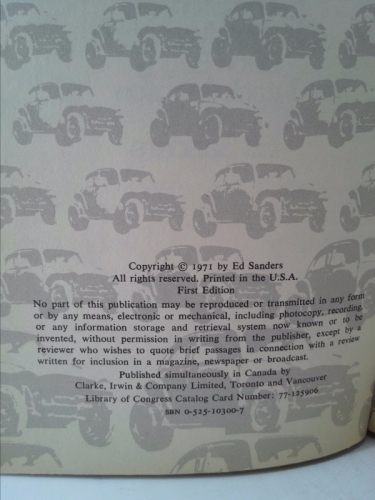 Copyright © 1971 by Ed Sanders
All rights reserved. Printed in the U.S.A.
First Edition
No part of this publication may be reproduced or transmitted in any form
or by any means, electronic or mechanical, including photocopy, recording,
or any information storage and retrieval system now known or to be
invented, without permission in writing from the publisher, except by a
reviewer who wishes to quote brief passages in connection with a review
written for inclusion in a magazine, newspaper or broadcast.
Published simultaneously in Canada by
Clarke, Irwin & Company Limited, Toronto and Vancouver
Library of Congress Catalog Card Number: 77-125906
SBN 0-525-10300-7